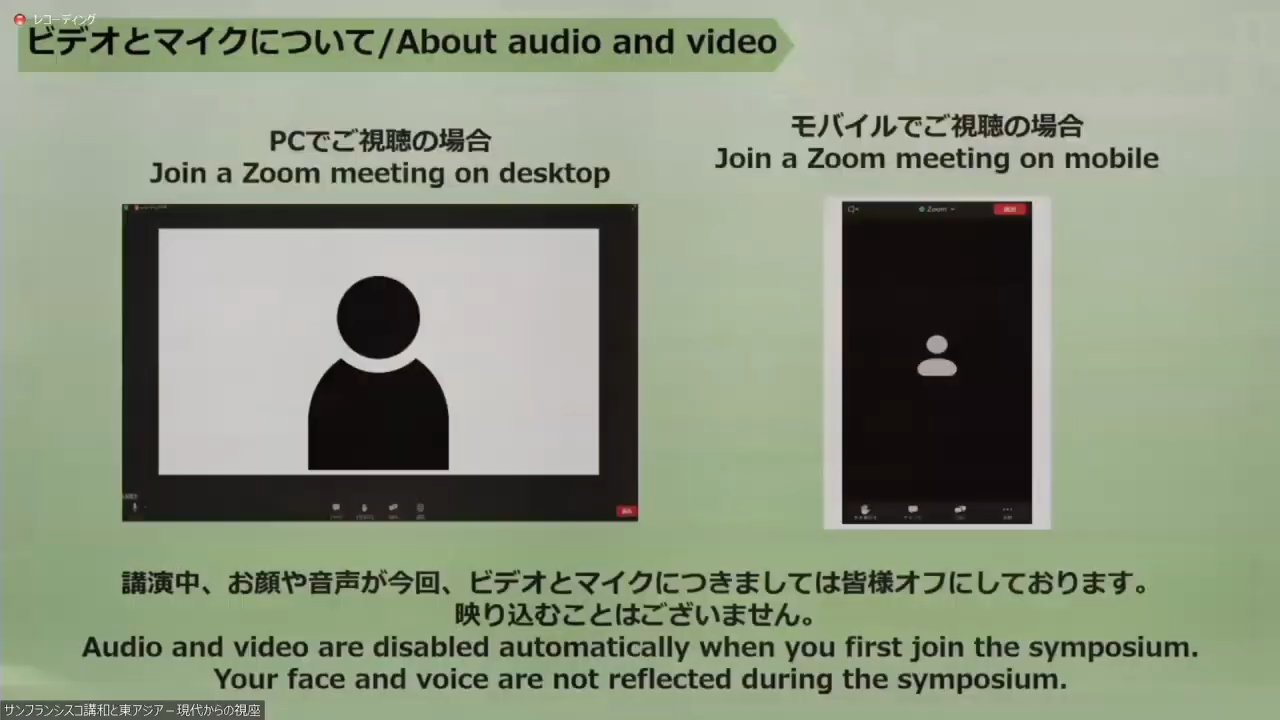 レコーディング
ビデオとマイクについて/About audio and video
PCでご視聴の場合
Join a Zoom meeting on desktop
モバイルでご視聴の場合
Join a Zoom meeting on mobile
Zoom
講演中、お顔や音声が今回、ビデオとマイクにつきましては皆様オフにしております。
映り込むことはございません。
Audio and video are disabled automatically when you first join the symposium.
Your face and voice are not reflected during the symposium.
サンフランシスコ講和と東アジア－現代からの視座